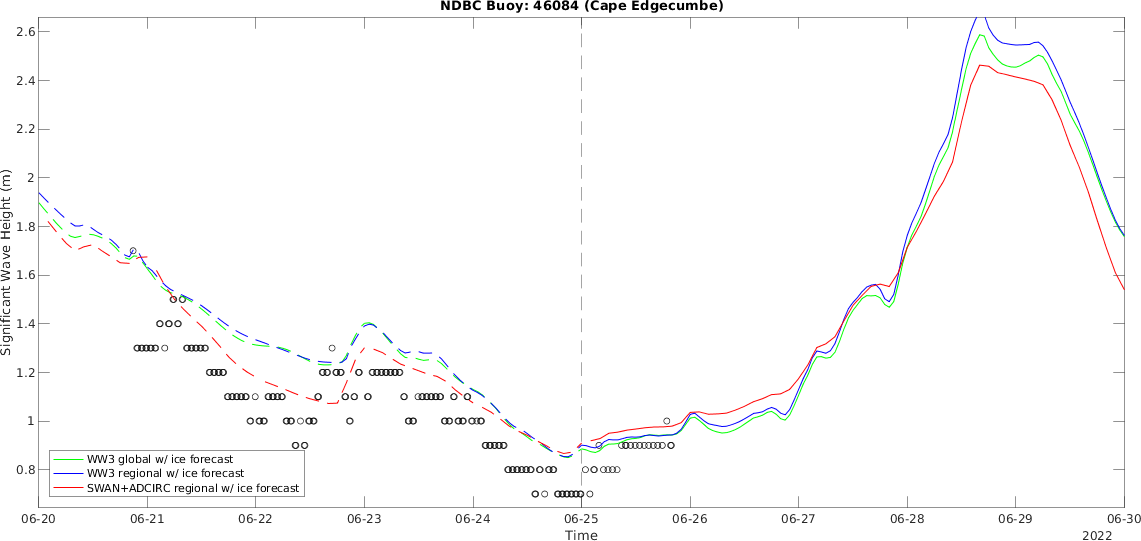 NDBC Buoy: 46084 (Cape Edgecumbe)
2.6
2.4
2.2
2
1.8
1.6
1.4
1.2
1
0.8
Significant Wave Height (m)
WW3 global w/ ice forecast
WW3 regional w/ ice forecast
SWAN+ADCIRC regional w/ ice forecast
06-20 06-21 06-22 06-23 06-24 06-25 06-26 06-27 06-28 06-29 06-30
Time
2022